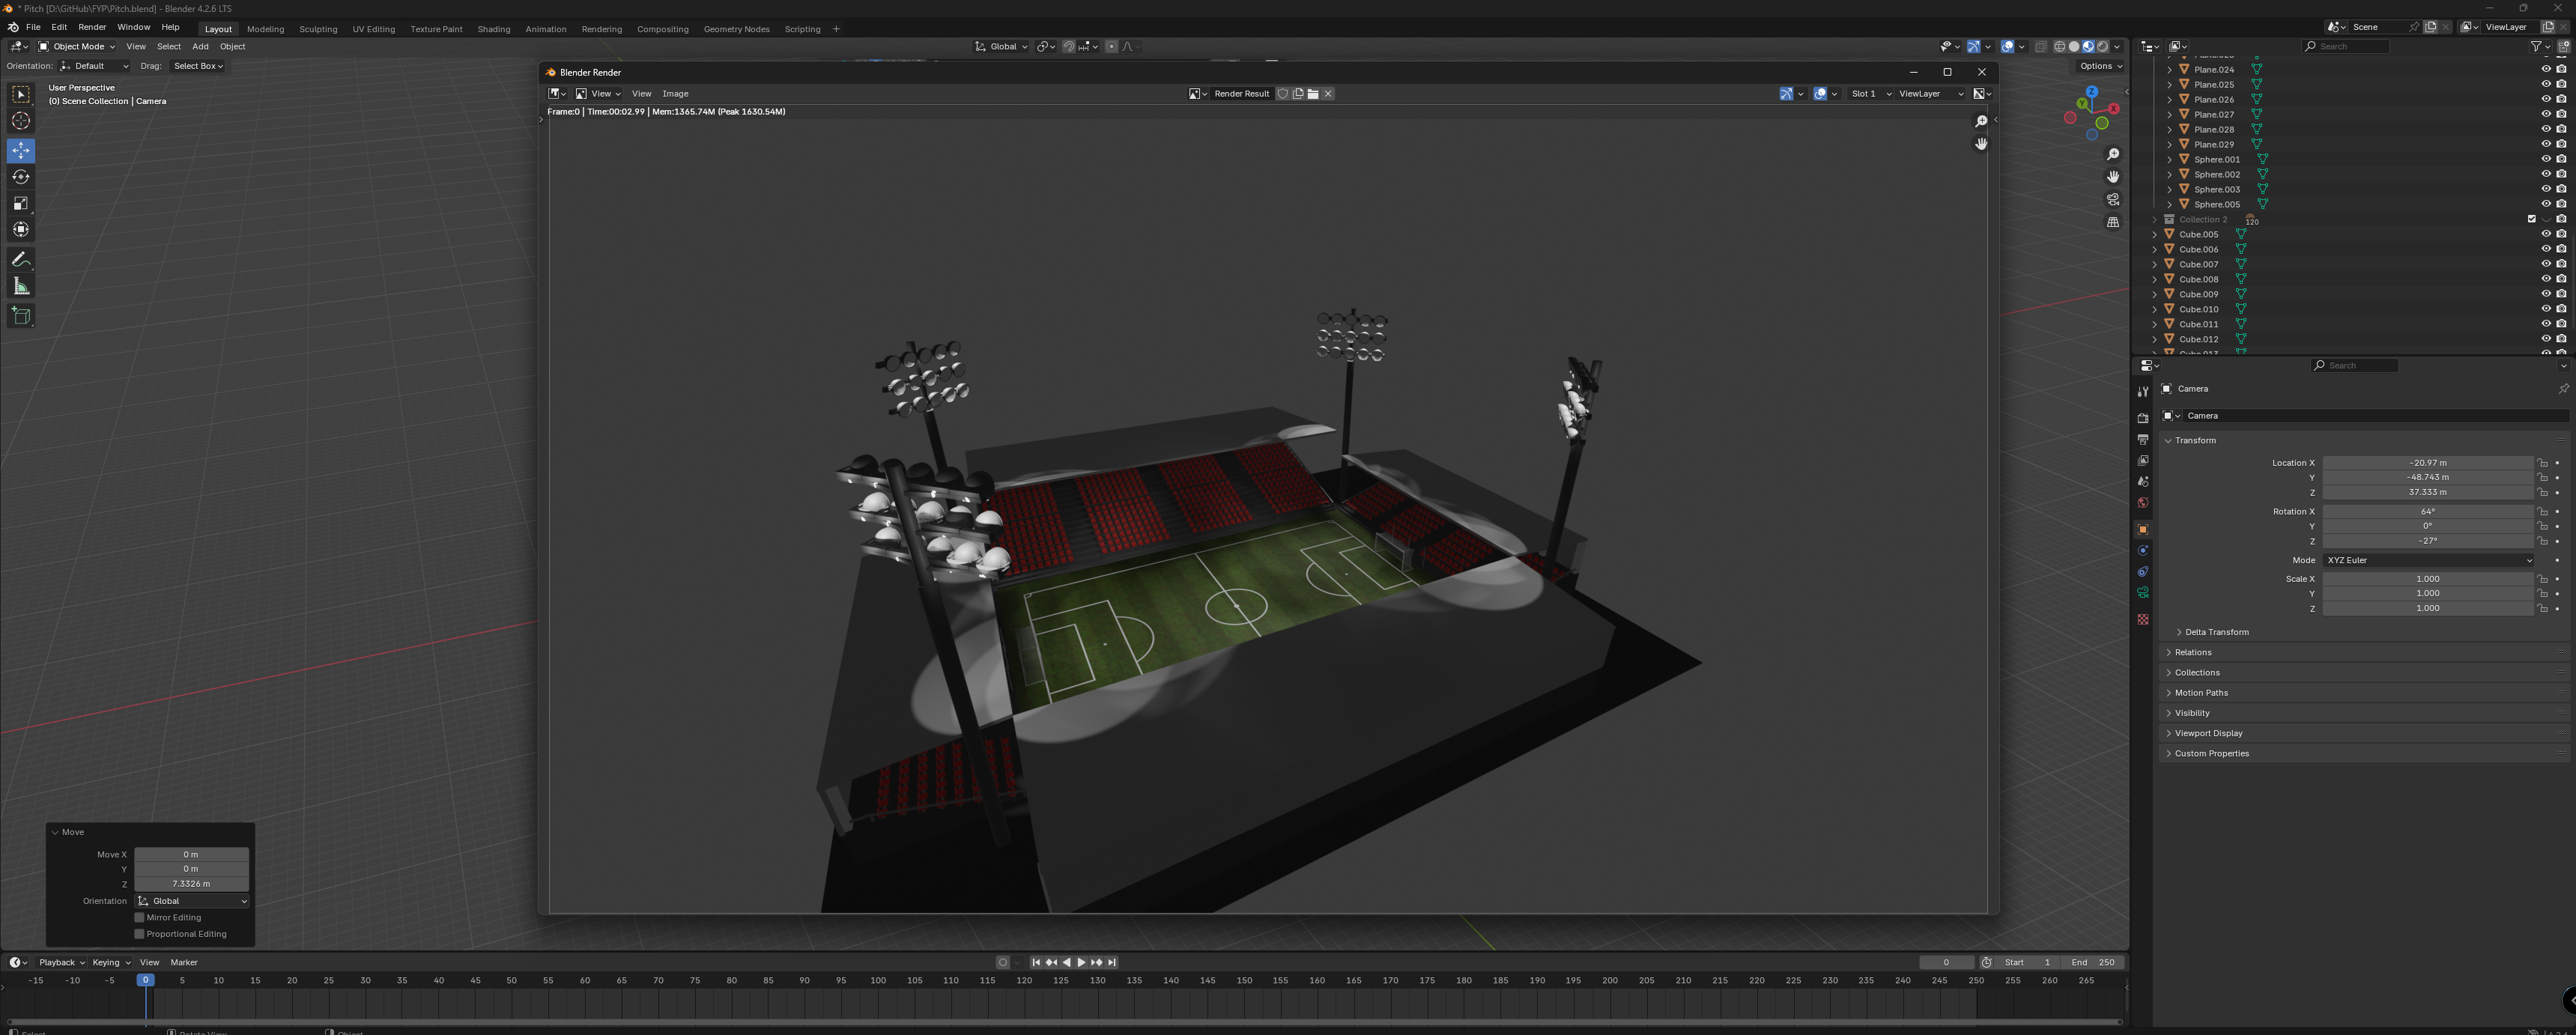 * Pitch [D:\GitHub\FYP\Pitch.blend] - Blender 4.2.6 LTS
File Edit Render Window Help Layout Modeling Sculpting UV Editing Texture Paint Shading Animation Rendering Compositing Geometry Nodes Scripting + Scene ViewLayer
Object Mode View Select Add Object Global Search
Orientation: Default Drag: Select Box Options
User Perspective
(0) Scene Collection | Camera
Z
Y
X
Blender Render
View View Image Render Result Slot 1 ViewLayer
Frame:0 | Time:00:02.99 | Mem:1365.74M (Peak 1630.54M)
Plane.024
Plane.025
Plane.026
Plane.027
Plane.028
Plane.029
Sphere.001
Sphere.002
Sphere.003
Sphere.005
Collection 2 120
Cube.005
Cube.006
Cube.007
Cube.008
Cube.009
Cube.010
Cube.011
Cube.012
Search
Camera
Camera
Transform
Location X -20.97 m
Y -48.743 m
Z 37.333 m
Rotation X 64°
Y 0°
Z -27°
Mode XYZ Euler
Scale X 1.000
Y 1.000
Z 1.000
Delta Transform
Relations
Collections
Motion Paths
Visibility
Viewport Display
Custom Properties
Move
Move X 0 m
Y 0 m
Z 7.3326 m
Orientation Global
Mirror Editing
Proportional Editing
Playback Keying View Marker 0 Start 1 End 250
-15 -10 -5 0 5 10 15 20 25 30 35 40 45 50 55 60 65 70 75 80 85 90 95 100 105 110 115 120 125 130 135 140 145 150 155 160 165 170 175 180 185 190 195 200 205 210 215 220 225 230 235 240 245 250 255 260 265